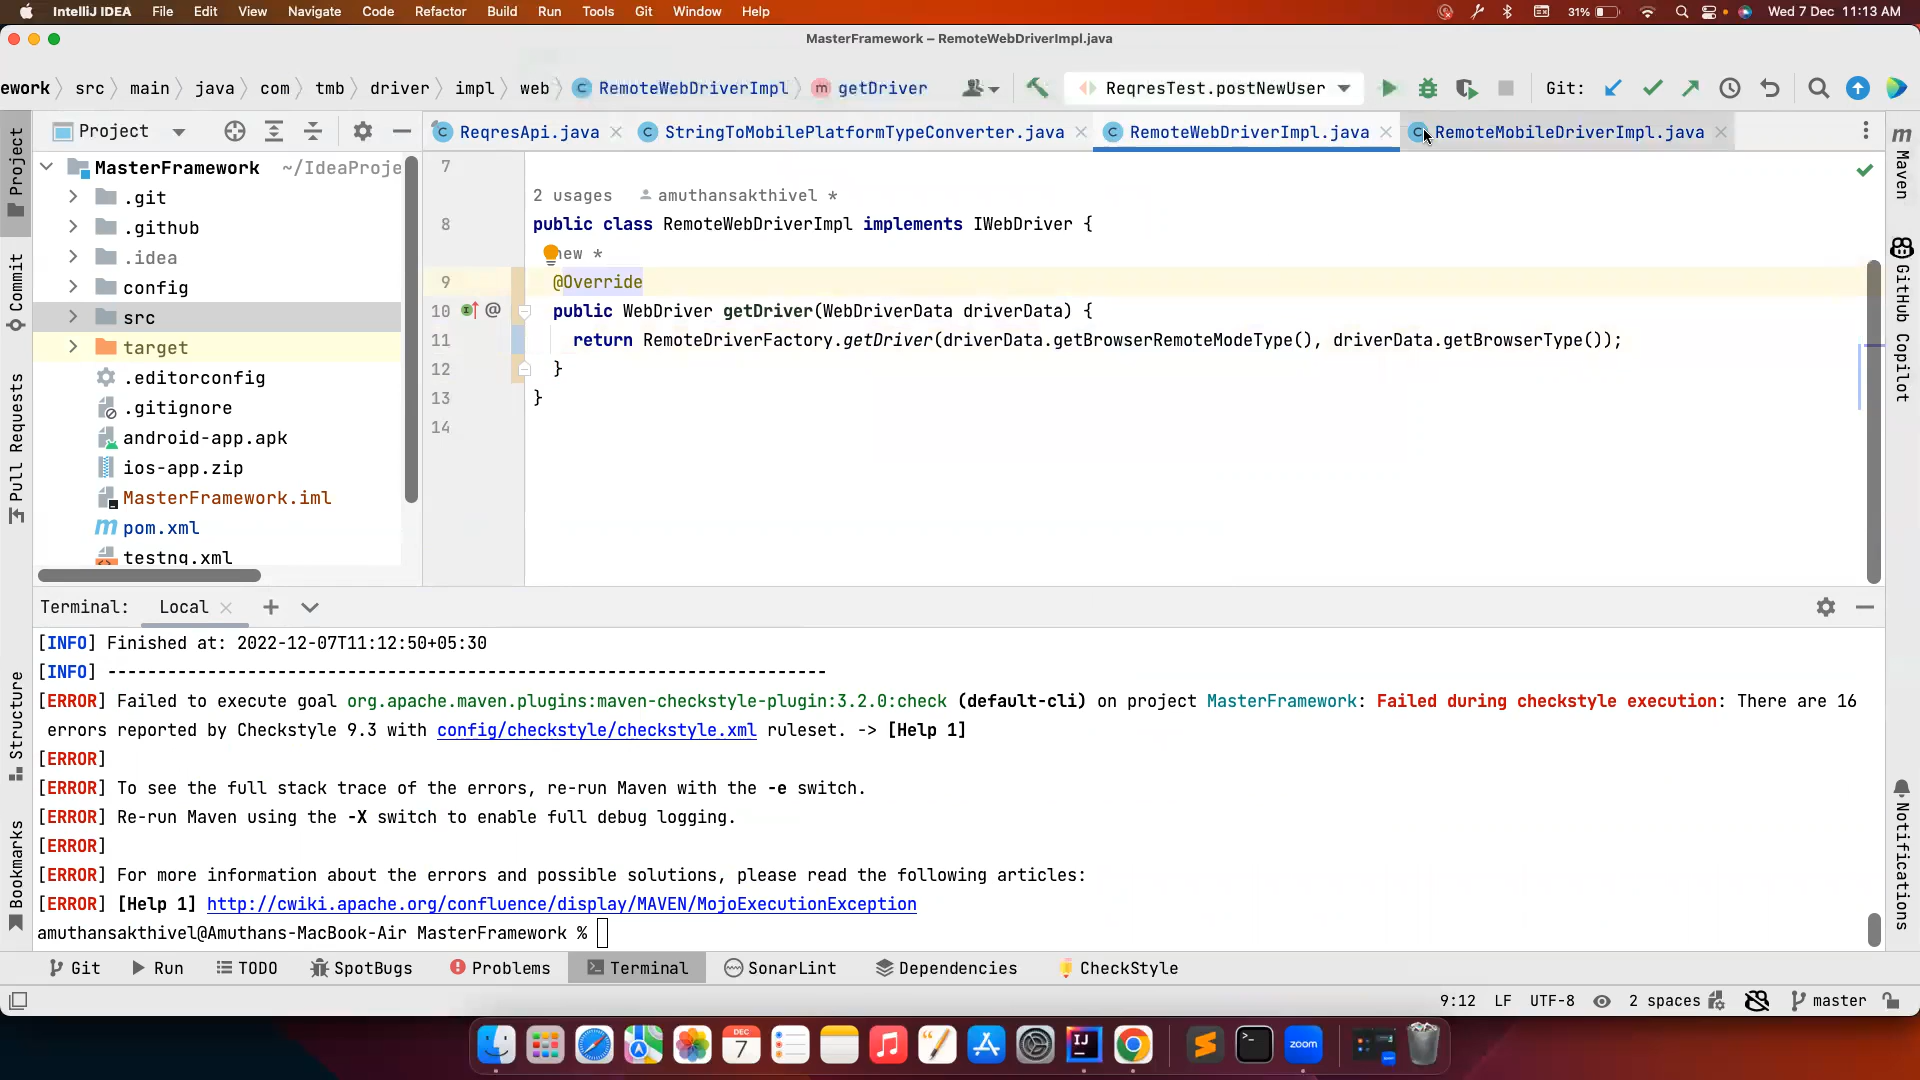 IntelliJ IDEA File Edit View Navigate Code Refactor Build Run Tools Git Window Help 31% Wed 7 Dec 11:13 AM
MasterFramework – RemoteWebDriverImpl.java
ework src main java com tmb driver impl web RemoteWebDriverImpl getDriver ReqresTest.postNewUser Git:
Project ReqresApi.java StringToMobilePlatformTypeConverter.java RemoteWebDriverImpl.java RemoteMobileDriverImpl.java
MasterFramework ~/IdeaProje
.git
.github
.idea
config
src
target
.editorconfig
.gitignore
android-app.apk
ios-app.zip
MasterFramework.iml
pom.xml
testng.xml
7
2 usages amuthansakthivel *
8 public class RemoteWebDriverImpl implements IWebDriver {
new *
9 @Override
10 public WebDriver getDriver(WebDriverData driverData) {
11 return RemoteDriverFactory.getDriver(driverData.getBrowserRemoteModeType(), driverData.getBrowserType());
12 }
13 }
14
Project
Commit
Pull Requests
Structure
Bookmarks
Maven
GitHub Copilot
Notifications
Terminal: Local
[INFO] Finished at: 2022-12-07T11:12:50+05:30
[INFO] ------------------------------------------------------------------------
[ERROR] Failed to execute goal org.apache.maven.plugins:maven-checkstyle-plugin:3.2.0:check (default-cli) on project MasterFramework: Failed during checkstyle execution: There are 16
errors reported by Checkstyle 9.3 with config/checkstyle/checkstyle.xml ruleset. -> [Help 1]
[ERROR]
[ERROR] To see the full stack trace of the errors, re-run Maven with the -e switch.
[ERROR] Re-run Maven using the -X switch to enable full debug logging.
[ERROR]
[ERROR] For more information about the errors and possible solutions, please read the following articles:
[ERROR] [Help 1] http://cwiki.apache.org/confluence/display/MAVEN/MojoExecutionException
amuthansakthivel@Amuthans-MacBook-Air MasterFramework %
Git Run TODO SpotBugs Problems Terminal SonarLint Dependencies CheckStyle
9:12 LF UTF-8 2 spaces master
DEC
7
zoom